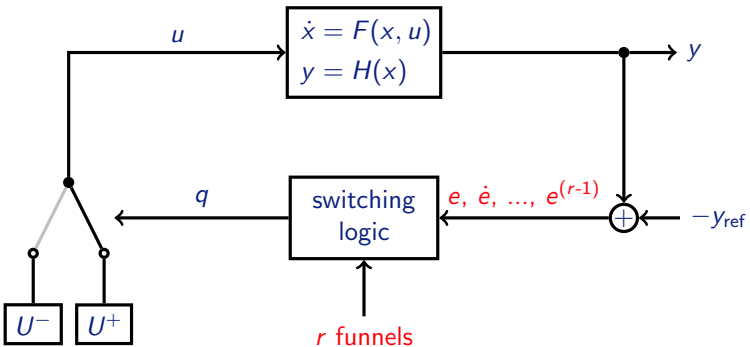 u
ẋ = F(x, u)
y = H(x)
y
q
switching
logic
e, ė, ..., e^(r-1)
+
−y_ref
U^−
U^+
r funnels